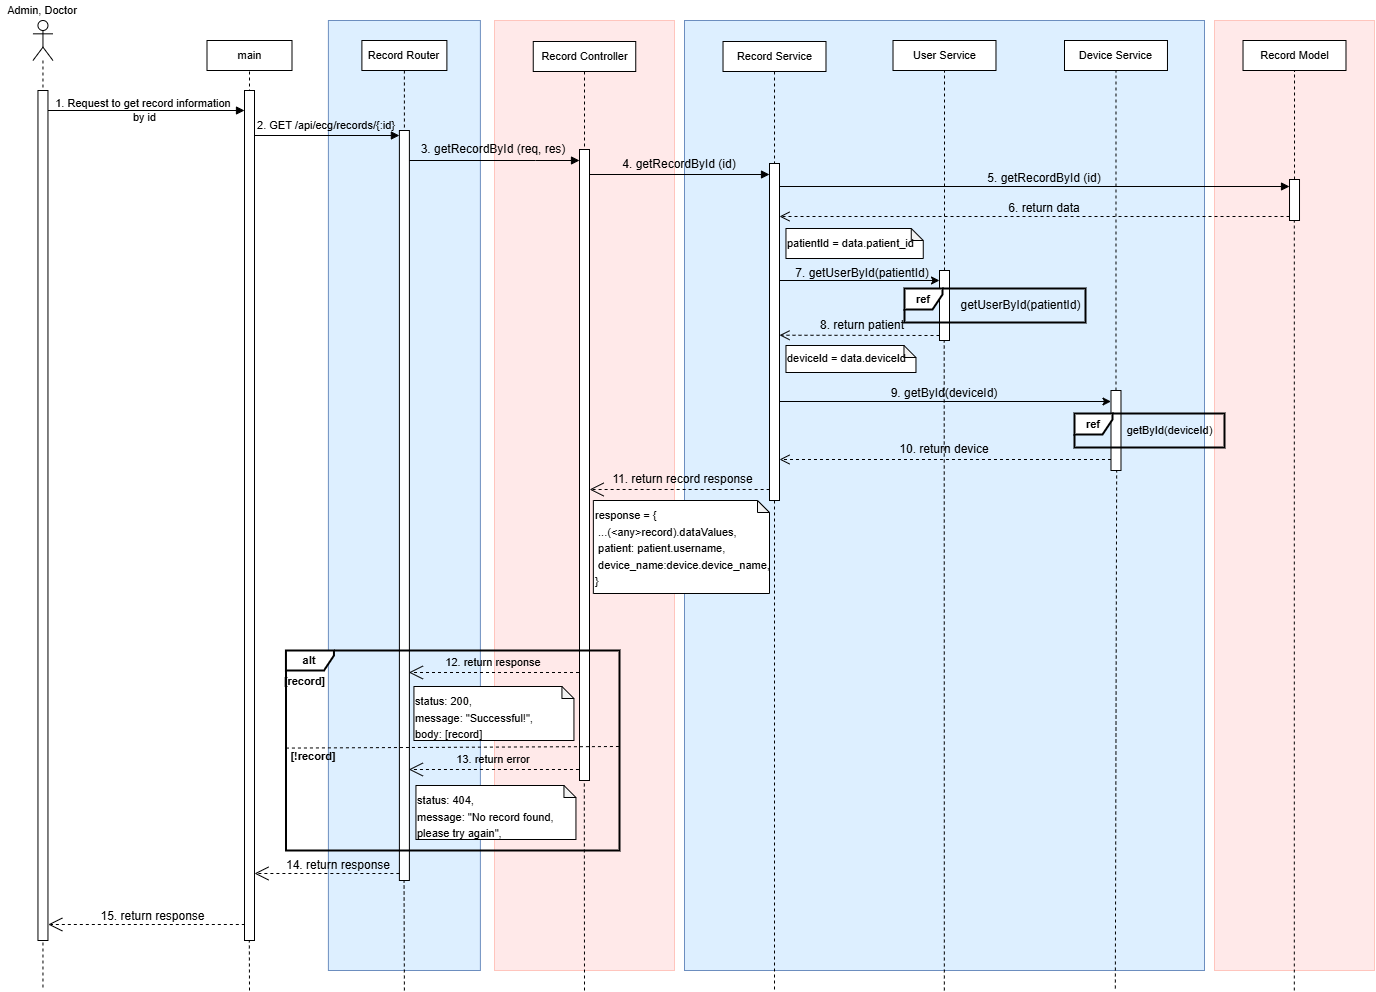 Admin, Doctor
main
Record Router
Record Controller
Record Service
User Service
Device Service
Record Model
1. Request to get record information
by id
2. GET /api/ecg/records/{:id}
3. getRecordById (req, res)
4. getRecordById (id)
5. getRecordById (id)
6. return data
patientId = data.patient_id
7. getUserById(patientId)
ref
getUserById(patientId)
8. return patient
deviceId = data.deviceId
9. getById(deviceId)
ref
getById(deviceId)
10. return device
11. return record response
response = {
...(<any>record).dataValues,
patient: patient.username,
device_name:device.device_name,
}
alt
[record]
12. return response
status: 200,
message: "Successful!",
body: [record]
[!record]
13. return error
status: 404,
message: "No record found,
please try again",
14. return response
15. return response